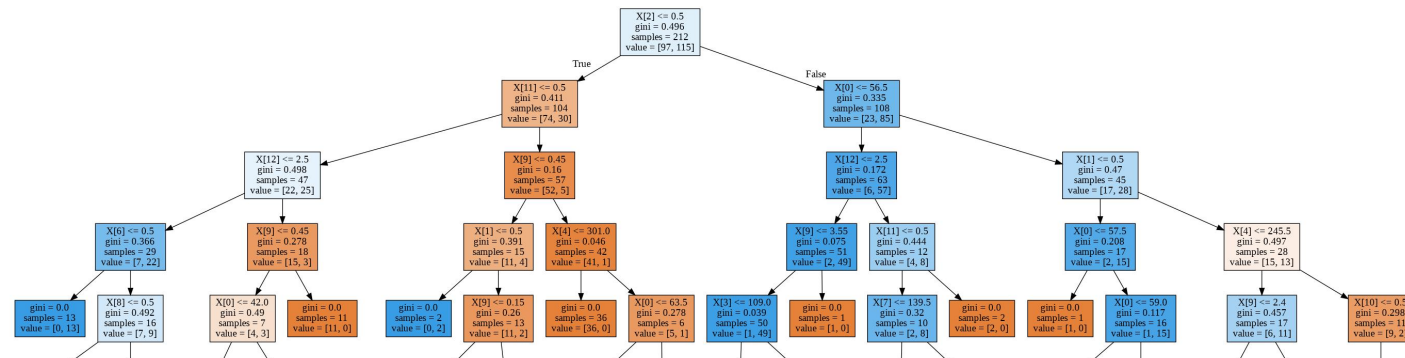 X[2] <= 0.5
gini = 0.496
samples = 212
value = [97, 115]
True
False
X[11] <= 0.5
gini = 0.411
samples = 104
value = [74, 30]
X[0] <= 56.5
gini = 0.335
samples = 108
value = [23, 85]
X[12] <= 2.5
gini = 0.498
samples = 47
value = [22, 25]
X[9] <= 0.45
gini = 0.16
samples = 57
value = [52, 5]
X[12] <= 2.5
gini = 0.172
samples = 63
value = [6, 57]
X[1] <= 0.5
gini = 0.47
samples = 45
value = [17, 28]
X[6] <= 0.5
gini = 0.366
samples = 29
value = [7, 22]
X[9] <= 0.45
gini = 0.278
samples = 18
value = [15, 3]
X[1] <= 0.5
gini = 0.391
samples = 15
value = [11, 4]
X[4] <= 301.0
gini = 0.046
samples = 42
value = [41, 1]
X[9] <= 3.55
gini = 0.075
samples = 51
value = [2, 49]
X[11] <= 0.5
gini = 0.444
samples = 12
value = [4, 8]
X[0] <= 57.5
gini = 0.208
samples = 17
value = [2, 15]
X[4] <= 245.5
gini = 0.497
samples = 28
value = [15, 13]
gini = 0.0
samples = 13
value = [0, 13]
X[8] <= 0.5
gini = 0.492
samples = 16
value = [7, 9]
X[0] <= 42.0
gini = 0.49
samples = 7
value = [4, 3]
gini = 0.0
samples = 11
value = [11, 0]
gini = 0.0
samples = 2
value = [0, 2]
X[9] <= 0.15
gini = 0.26
samples = 13
value = [11, 2]
gini = 0.0
samples = 36
value = [36, 0]
X[0] <= 63.5
gini = 0.278
samples = 6
value = [5, 1]
X[3] <= 109.0
gini = 0.039
samples = 50
value = [1, 49]
gini = 0.0
samples = 1
value = [1, 0]
X[7] <= 139.5
gini = 0.32
samples = 10
value = [2, 8]
gini = 0.0
samples = 2
value = [2, 0]
gini = 0.0
samples = 1
value = [1, 0]
X[0] <= 59.0
gini = 0.117
samples = 16
value = [1, 15]
X[9] <= 2.4
gini = 0.457
samples = 17
value = [6, 11]
X[10] <= 0.5
gini = 0.298
samples = 11
value = [9, 2